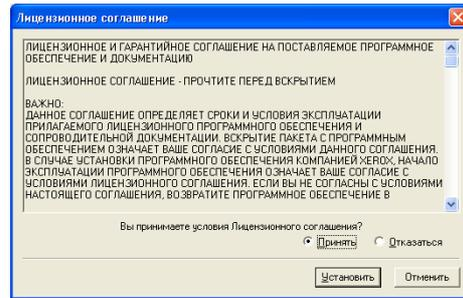 Лицензионное соглашение
ЛИЦЕНЗИОННОЕ И ГАРАНТИЙНОЕ СОГЛАШЕНИЕ НА ПОСТАВЛЯЕМОЕ ПРОГРАММНОЕ
ОБЕСПЕЧЕНИЕ И ДОКУМЕНТАЦИЮ
ЛИЦЕНЗИОННОЕ СОГЛАШЕНИЕ - ПРОЧТИТЕ ПЕРЕД ВСКРЫТИЕМ
ВАЖНО:
ДАННОЕ СОГЛАШЕНИЕ ОПРЕДЕЛЯЕТ СРОКИ И УСЛОВИЯ ЭКСПЛУАТАЦИИ
ПРИЛАГАЕМОГО ЛИЦЕНЗИОННОГО ПРОГРАММНОГО ОБЕСПЕЧЕНИЯ И
СОПРОВОДИТЕЛЬНОЙ ДОКУМЕНТАЦИИ. ВСКРЫТИЕ ПАКЕТА С ПРОГРАММНЫМ
ОБЕСПЕЧЕНИЕМ ОЗНАЧАЕТ ВАШЕ СОГЛАСИЕ С УСЛОВИЯМИ ДАННОГО СОГЛАШЕНИЯ.
В СЛУЧАЕ УСТАНОВКИ ПРОГРАММНОГО ОБЕСПЕЧЕНИЯ КОМПАНИЕЙ XEROX, НАЧАЛО
ЭКСПЛУАТАЦИИ ПРОГРАММНОГО ОБЕСПЕЧЕНИЯ ОЗНАЧАЕТ ВАШЕ СОГЛАСИЕ С
УСЛОВИЯМИ ЛИЦЕНЗИОННОГО СОГЛАШЕНИЯ. ЕСЛИ ВЫ НЕ СОГЛАСНЫ С УСЛОВИЯМИ
НАСТОЯЩЕГО СОГЛАШЕНИЯ, ВОЗВРАТИТЕ ПРОГРАММНОЕ ОБЕСПЕЧЕНИЕ В
Вы принимаете условия Лицензионного соглашения?
Принять Отказаться
Установить Отменить